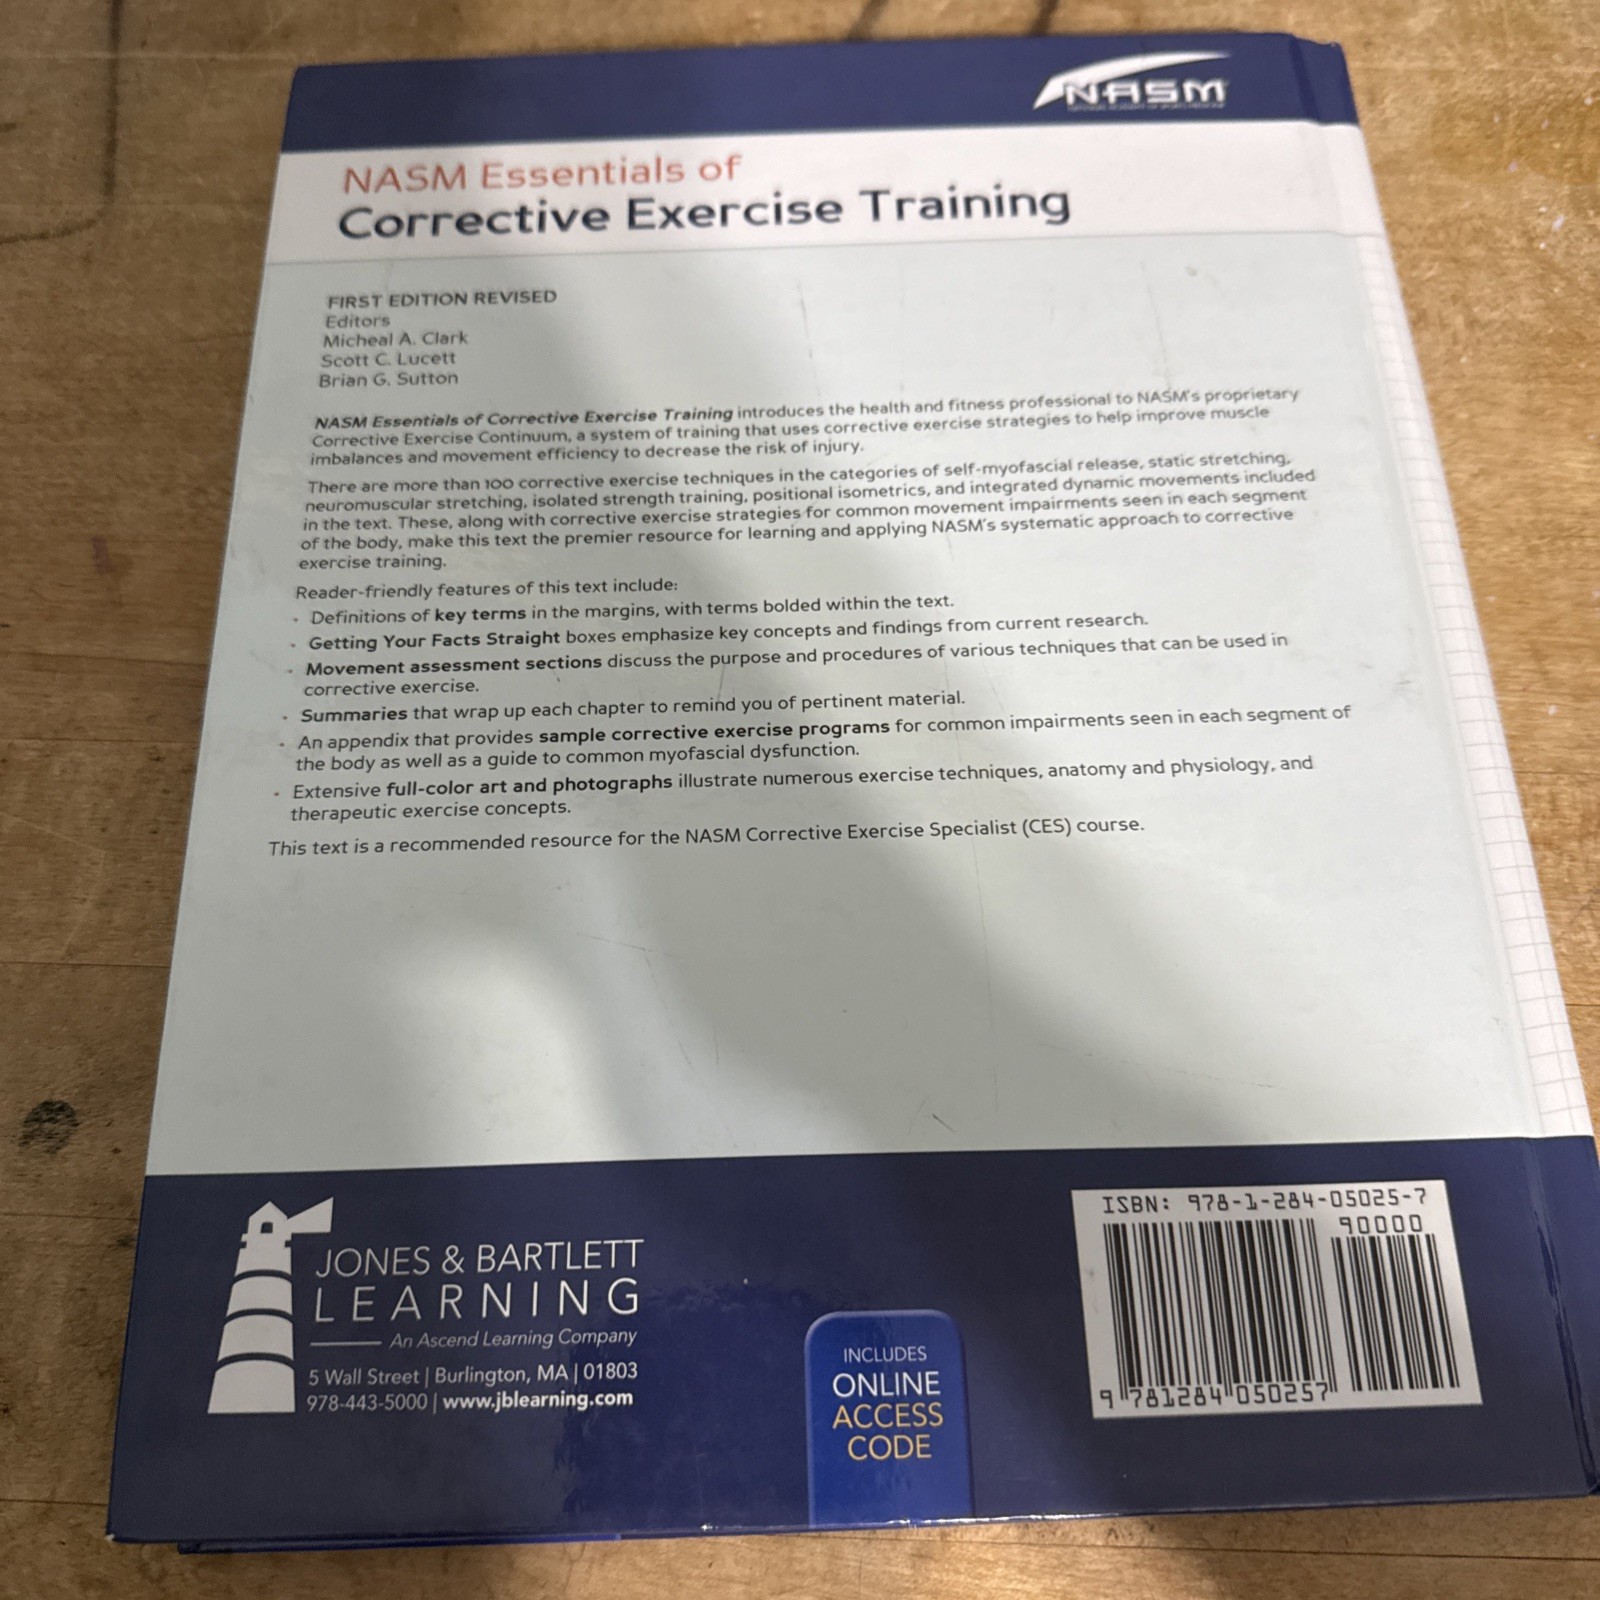 NASM
NASM Essentials of
Corrective Exercise Training
FIRST EDITION REVISED
Editors
Micheal A. Clark
Scott C. Lucett
Brian G. Sutton
NASM Essentials of Corrective Exercise Training introduces the health and fitness professional to NASM's proprietary
Corrective Exercise Continuum, a system of training that uses corrective exercise strategies to help improve muscle
imbalances and movement efficiency to decrease the risk of injury.
There are more than 100 corrective exercise techniques in the categories of self-myofascial release, static stretching,
neuromuscular stretching, isolated strength training, positional isometrics, and integrated dynamic movements included
in the text. These, along with corrective exercise strategies for common movement impairments seen in each segment
of the body, make this text the premier resource for learning and applying NASM's systematic approach to corrective
exercise training.
Reader-friendly features of this text include:
• Definitions of key terms in the margins, with terms bolded within the text.
• Getting Your Facts Straight boxes emphasize key concepts and findings from current research.
• Movement assessment sections discuss the purpose and procedures of various techniques that can be used in
corrective exercise.
• Summaries that wrap up each chapter to remind you of pertinent material.
• An appendix that provides sample corrective exercise programs for common impairments seen in each segment of
the body as well as a guide to common myofascial dysfunction.
• Extensive full-color art and photographs illustrate numerous exercise techniques, anatomy and physiology, and
therapeutic exercise concepts.
This text is a recommended resource for the NASM Corrective Exercise Specialist (CES) course.
JONES & BARTLETT
LEARNING
An Ascend Learning Company
5 Wall Street | Burlington, MA | 01803
978-443-5000 | www.jblearning.com
INCLUDES
ONLINE
ACCESS
CODE
ISBN: 978-1-284-05025-7
90000
9 781284 050257